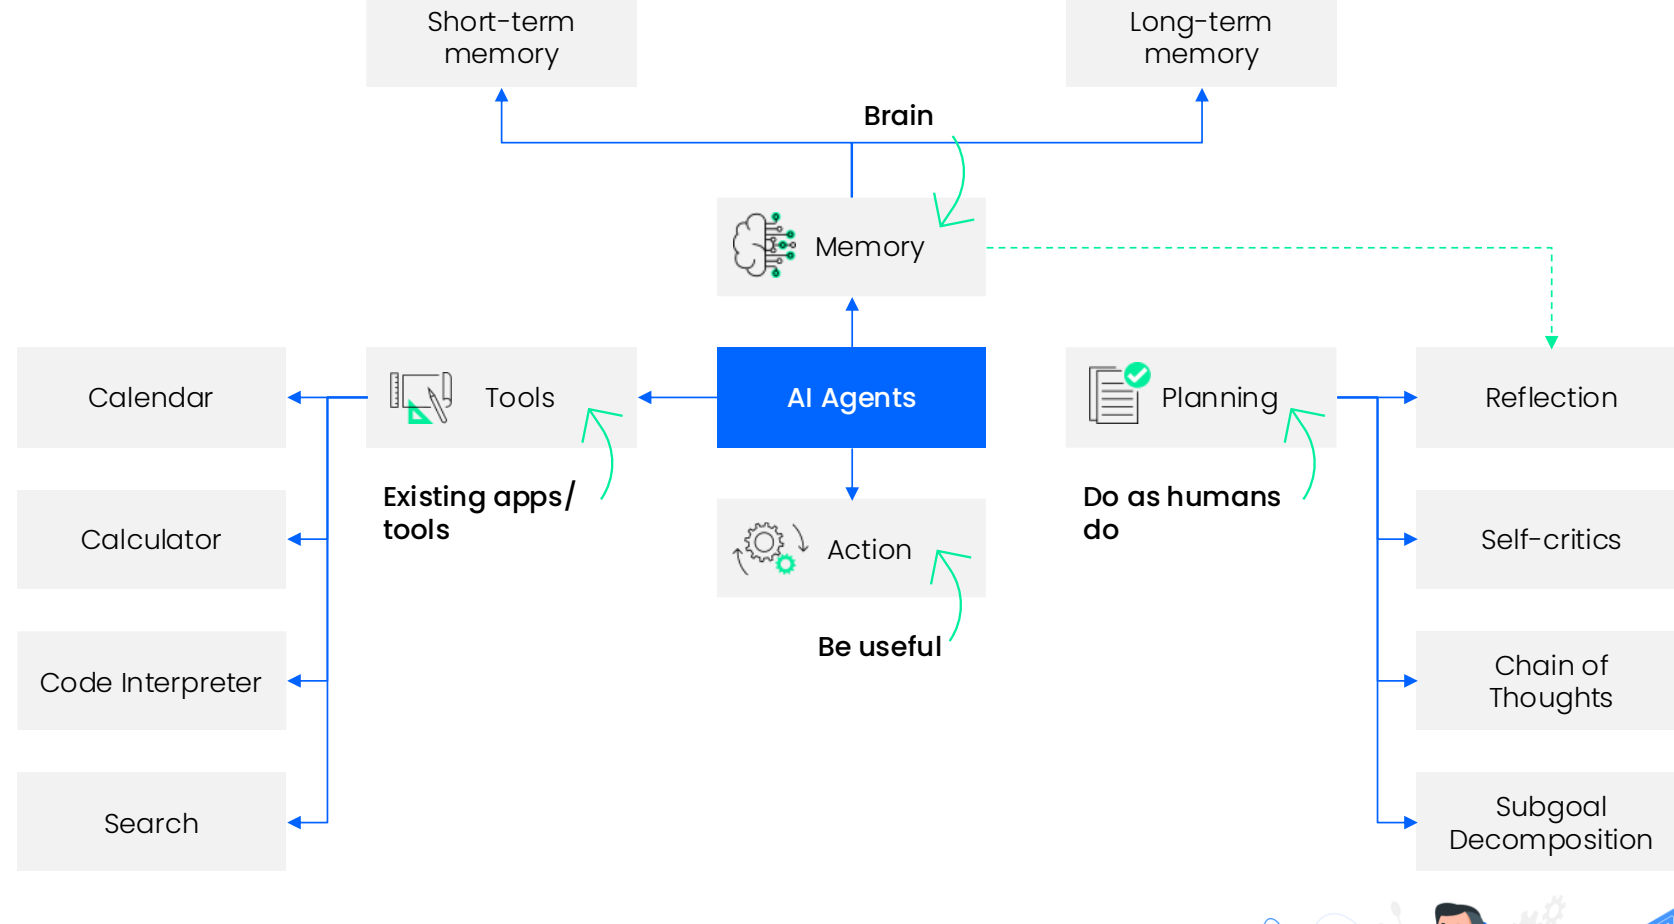 Short-term
memory
Long-term
memory
Brain
Memory
Calendar
Tools
AI Agents
Planning
Reflection
Existing apps/
tools
Do as humans
do
Calculator
Action
Self-critics
Be useful
Code Interpreter
Chain of
Thoughts
Search
Subgoal
Decomposition